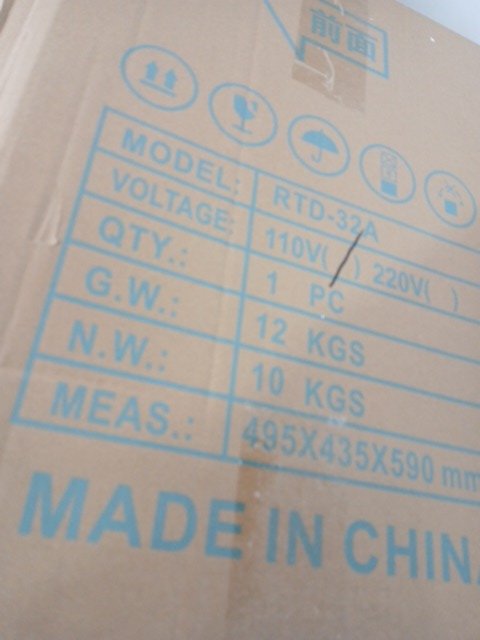 前面
MODEL: RTD-32A
VOLTAGE: 110V( ) 220V( )
QTY.: 1 PC
G.W.: 12 KGS
N.W.: 10 KGS
MEAS.: 495X435X590 mm
MADE IN CHINA